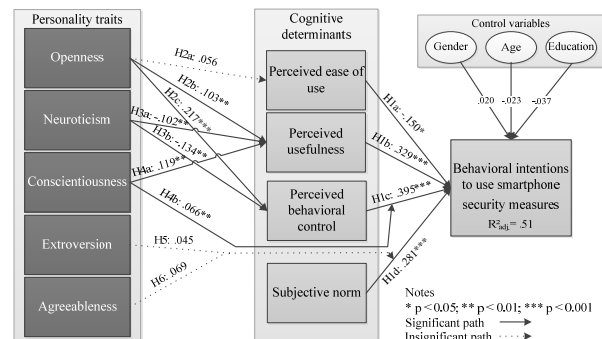 Personality traits
Openness
Neuroticism
Conscientiousness
Extroversion
Agreeableness
H2a: .056
H2b: .103**
H2c: .217***
H3a: -.102**
H3b: -.134**
H4a: .119**
H4b: .066**
H5: .045
H6: .069
Cognitive
determinants
Perceived ease of
use
Perceived
usefulness
Perceived
behavioral
control
Subjective norm
H1a: -.150*
H1b: .329***
H1c: .395***
H1d: .281***
Control variables
Gender
Age
Education
.020
-.023
-.037
Behavioral intentions
to use smartphone
security measures
R²adj.= .51
Notes
* p<0.05; ** p<0.01; *** p<0.001
Significant path
Insignificant path